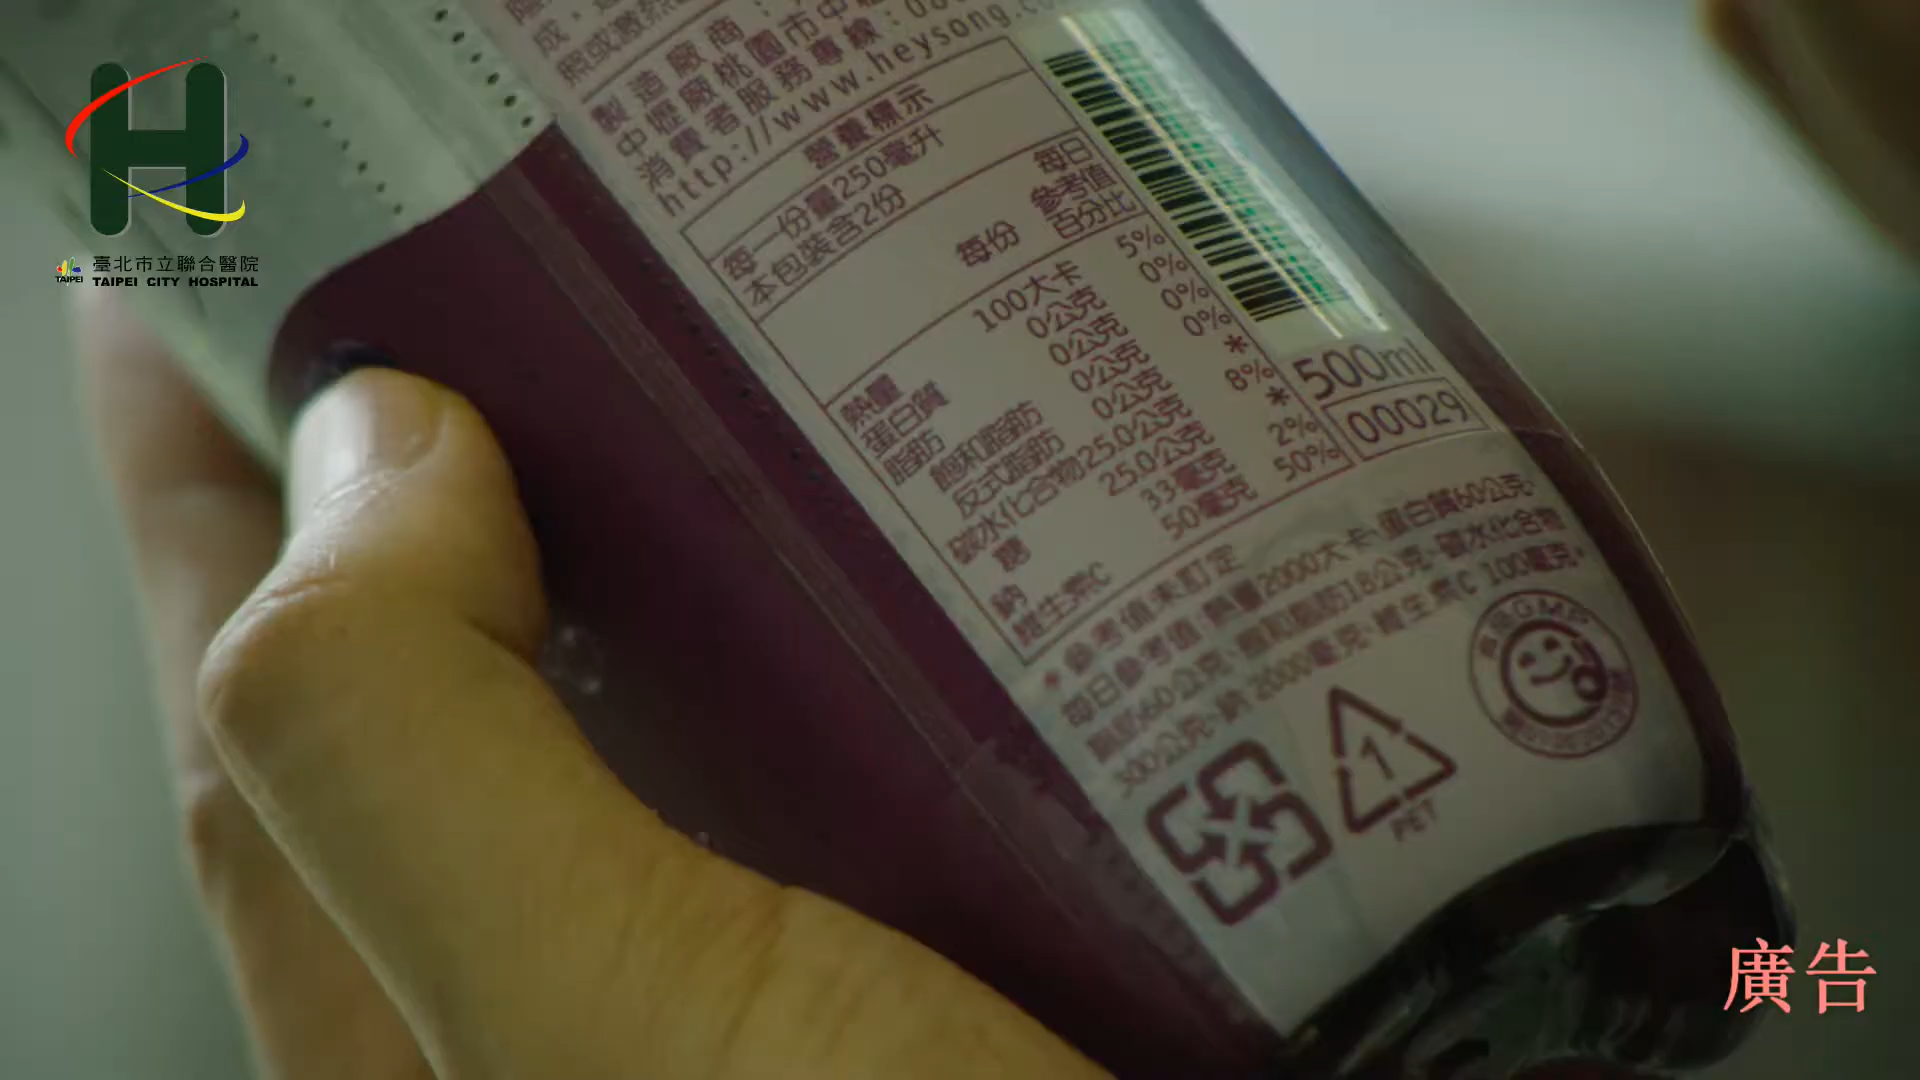 臺北市立聯合醫院
TAIPEI
TAIPEI CITY HOSPITAL
製造廠商
中壢廠桃園市中壢
消費者服務專線:080
http://www.heysong.co
營養標示
每一份量250毫升
本包裝含2份
每份 每日參考值百分比
熱量 100大卡 5%
蛋白質 0公克 0%
脂肪 0公克 0%
飽和脂肪 0公克 0%
反式脂肪 0公克 *
碳水化合物 25.0公克 8%
糖 25.0公克 *
鈉 33毫克 2%
維生素C 50毫克 50%
* 參考值未訂定
每日參考值:熱量2000大卡、蛋白質60公克、
脂肪60公克、飽和脂肪18公克、碳水化合物
300公克、鈉 2000毫克、維生素C 100毫克。
500ml
00029
1
PET
廣告